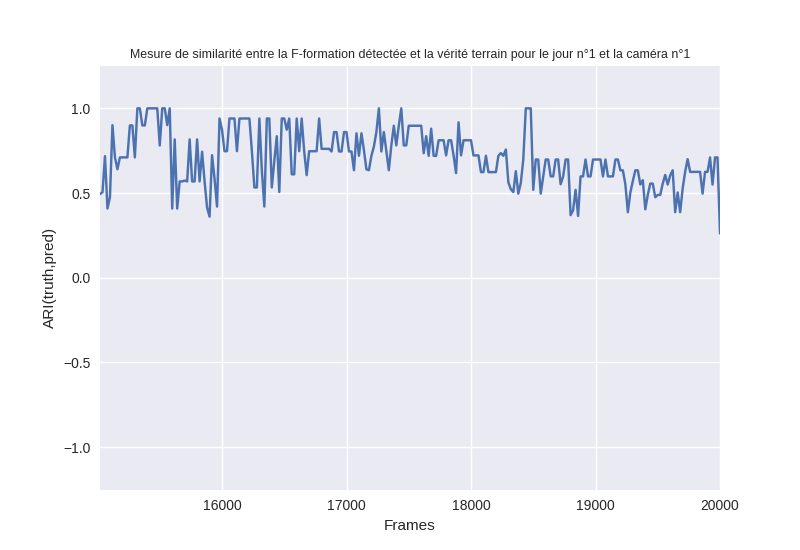 Mesure de similarité entre la F-formation détectée et la vérité terrain pour le jour n°1 et la caméra n°1
1.0
0.5
0.0
−0.5
−1.0
ARI(truth,pred)
16000 17000 18000 19000 20000
Frames